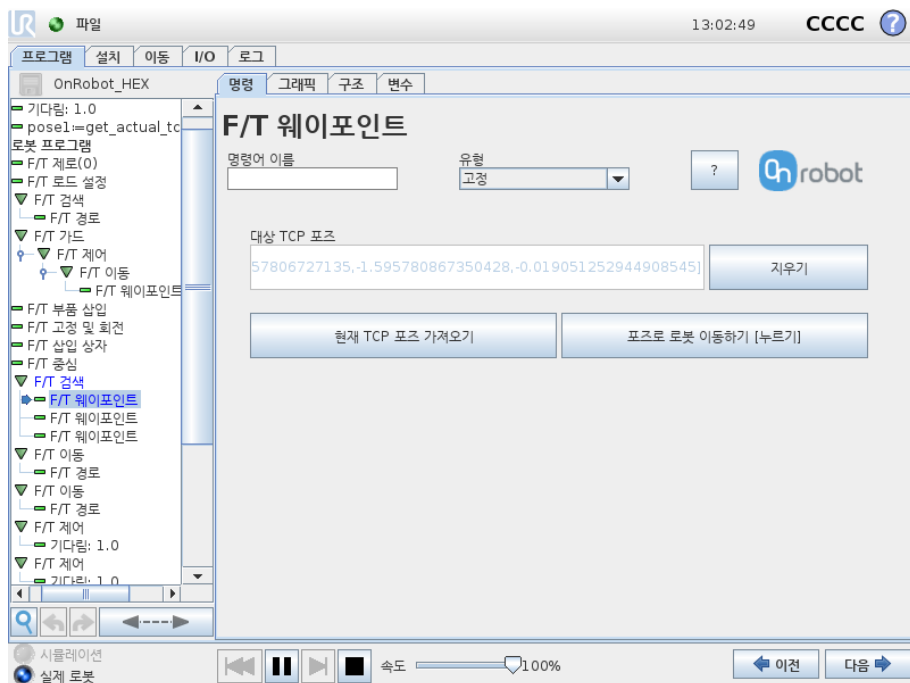 파일 13:02:49 CCCC ?
프로그램 설치 이동 I/O 로그
OnRobot_HEX 명령 그래픽 구조 변수
기다림: 1.0
pose1≔get_actual_tc
로봇 프로그램
F/T 제로(0)
F/T 로드 설정
F/T 검색
F/T 경로
F/T 가드
F/T 제어
F/T 이동
F/T 웨이포인트
F/T 부품 삽입
F/T 고정 및 회전
F/T 삽입 상자
F/T 중심
F/T 검색
F/T 웨이포인트
F/T 웨이포인트
F/T 웨이포인트
F/T 이동
F/T 경로
F/T 이동
F/T 경로
F/T 제어
기다림: 1.0
F/T 제어
기다림: 1.0
F/T 웨이포인트
명령어 이름 유형
고정 ? On robot
대상 TCP 포즈
57806727135,-1.595780867350428,-0.019051252944908545] 지우기
현재 TCP 포즈 가져오기 포즈로 로봇 이동하기 [누르기]
시뮬레이션
실제 로봇
속도 100% 이전 다음